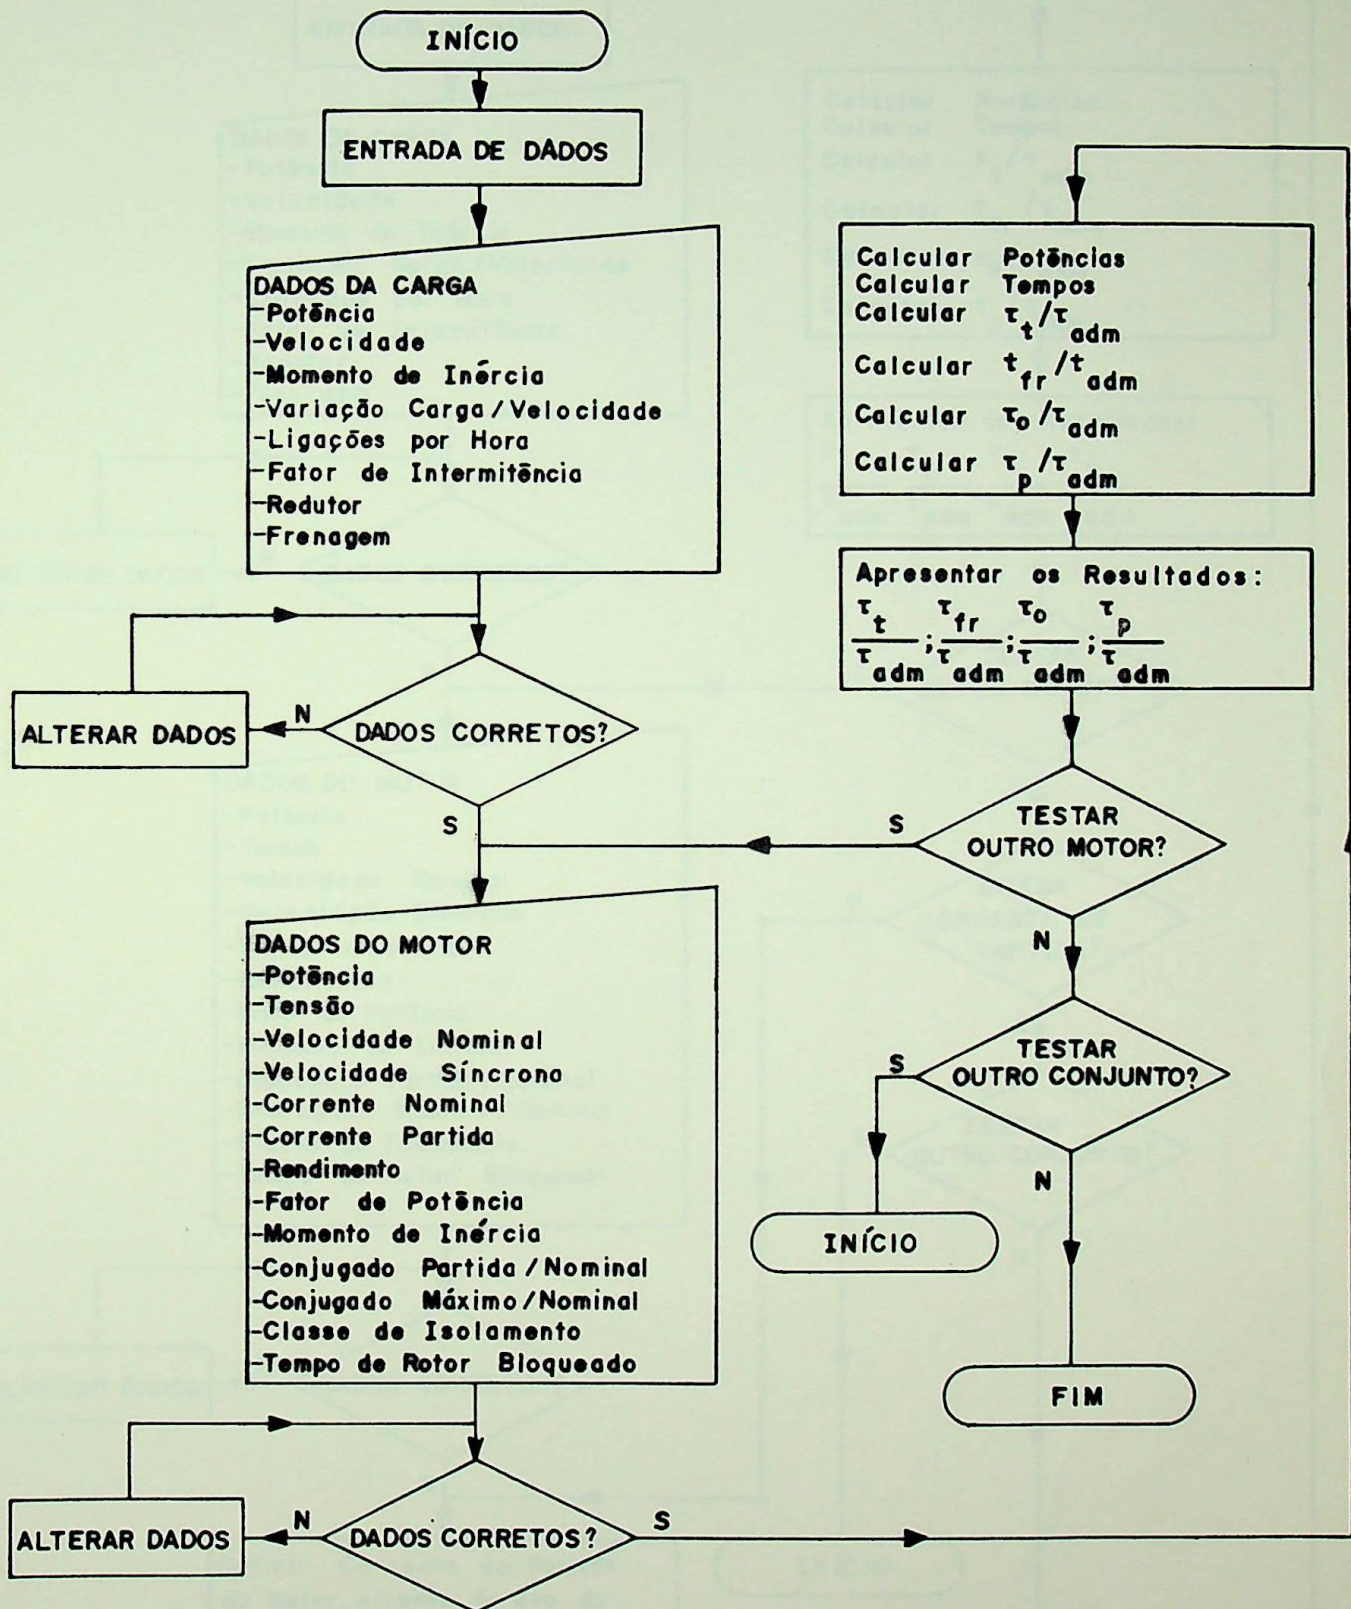 INÍCIO
ENTRADA DE DADOS
DADOS DA CARGA
-Potência
-Velocidade
-Momento de Inércia
-Variação Carga/Velocidade
-Ligações por Hora
-Fator de Intermitência
-Redutor
-Frenagem
DADOS CORRETOS?
N
ALTERAR DADOS
S
DADOS DO MOTOR
-Potência
-Tensão
-Velocidade Nominal
-Velocidade Síncrona
-Corrente Nominal
-Corrente Partida
-Rendimento
-Fator de Potência
-Momento de Inércia
-Conjugado Partida/Nominal
-Conjugado Máximo/Nominal
-Classe de Isolamento
-Tempo de Rotor Bloqueado
DADOS CORRETOS?
N
ALTERAR DADOS
S
Calcular Potências
Calcular Tempos
Calcular τt/τadm
Calcular tfr/tadm
Calcular τo/τadm
Calcular τp/τadm
Apresentar os Resultados:
τt/τadm; τfr/τadm; τo/τadm; τp/τadm
TESTAR
OUTRO MOTOR?
S
N
TESTAR
OUTRO CONJUNTO?
S
N
INÍCIO
FIM